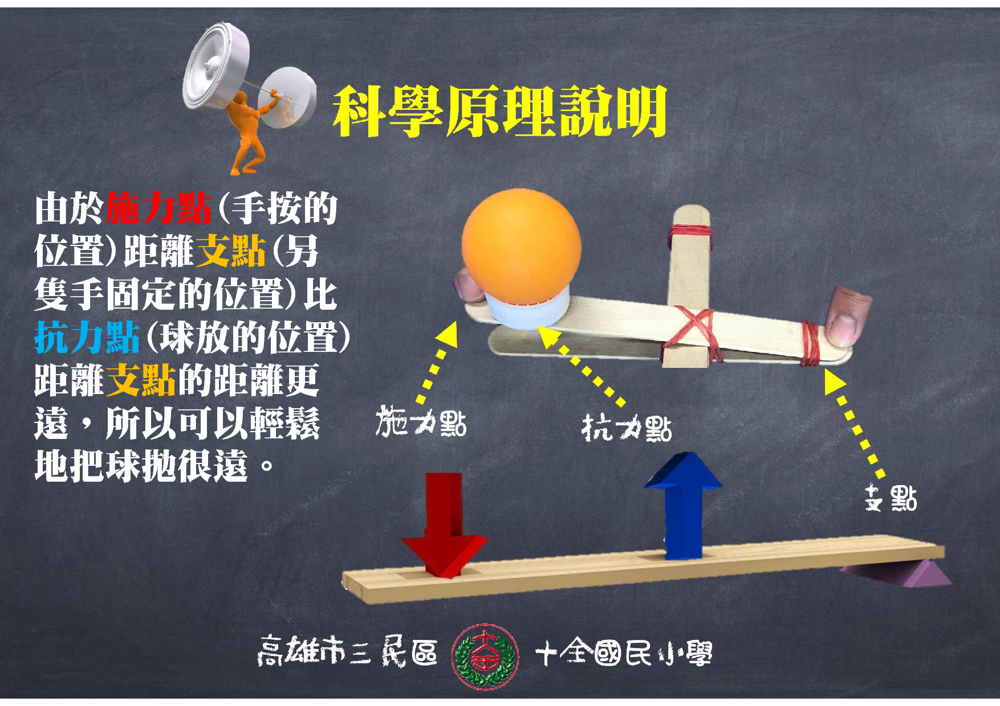 科學原理說明
由於施力點(手按的
位置)距離支點(另
隻手固定的位置)比
抗力點(球放的位置)
距離支點的距離更
遠，所以可以輕鬆
地把球拋很遠。
施力點
抗力點
支點
高雄市三民區 十全 十全國民小學